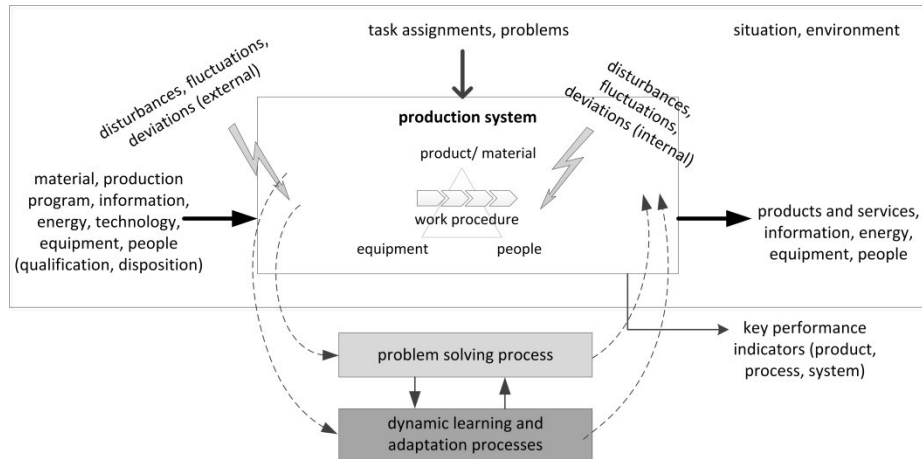 task assignments, problems
situation, environment
disturbances, fluctuations,
deviations (external)
disturbances,
fluctuations,
deviations (internal)
production system
product/ material
work procedure
equipment
people
material, production
program, information,
energy, technology,
equipment, people
(qualification, disposition)
products and services,
information, energy,
equipment, people
key performance
indicators (product,
process, system)
problem solving process
dynamic learning and
adaptation processes